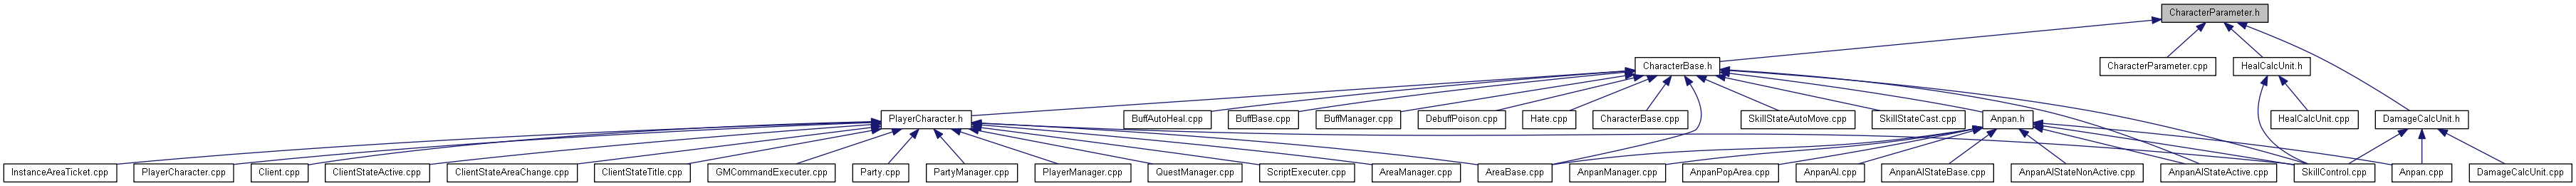 CharacterParameter.h
CharacterBase.h
CharacterParameter.cpp
HealCalcUnit.h
PlayerCharacter.h
BuffAutoHeal.cpp
BuffBase.cpp
BuffManager.cpp
DebuffPoison.cpp
Hate.cpp
CharacterBase.cpp
SkillStateAutoMove.cpp
SkillStateCast.cpp
Anpan.h
HealCalcUnit.cpp
DamageCalcUnit.h
InstanceAreaTicket.cpp
PlayerCharacter.cpp
Client.cpp
ClientStateActive.cpp
ClientStateAreaChange.cpp
ClientStateTitle.cpp
GMCommandExecuter.cpp
Party.cpp
PartyManager.cpp
PlayerManager.cpp
QuestManager.cpp
ScriptExecuter.cpp
AreaManager.cpp
AreaBase.cpp
AnpanManager.cpp
AnpanPopArea.cpp
AnpanAI.cpp
AnpanAIStateBase.cpp
AnpanAIStateNonActive.cpp
AnpanAIStateActive.cpp
SkillControl.cpp
Anpan.cpp
DamageCalcUnit.cpp